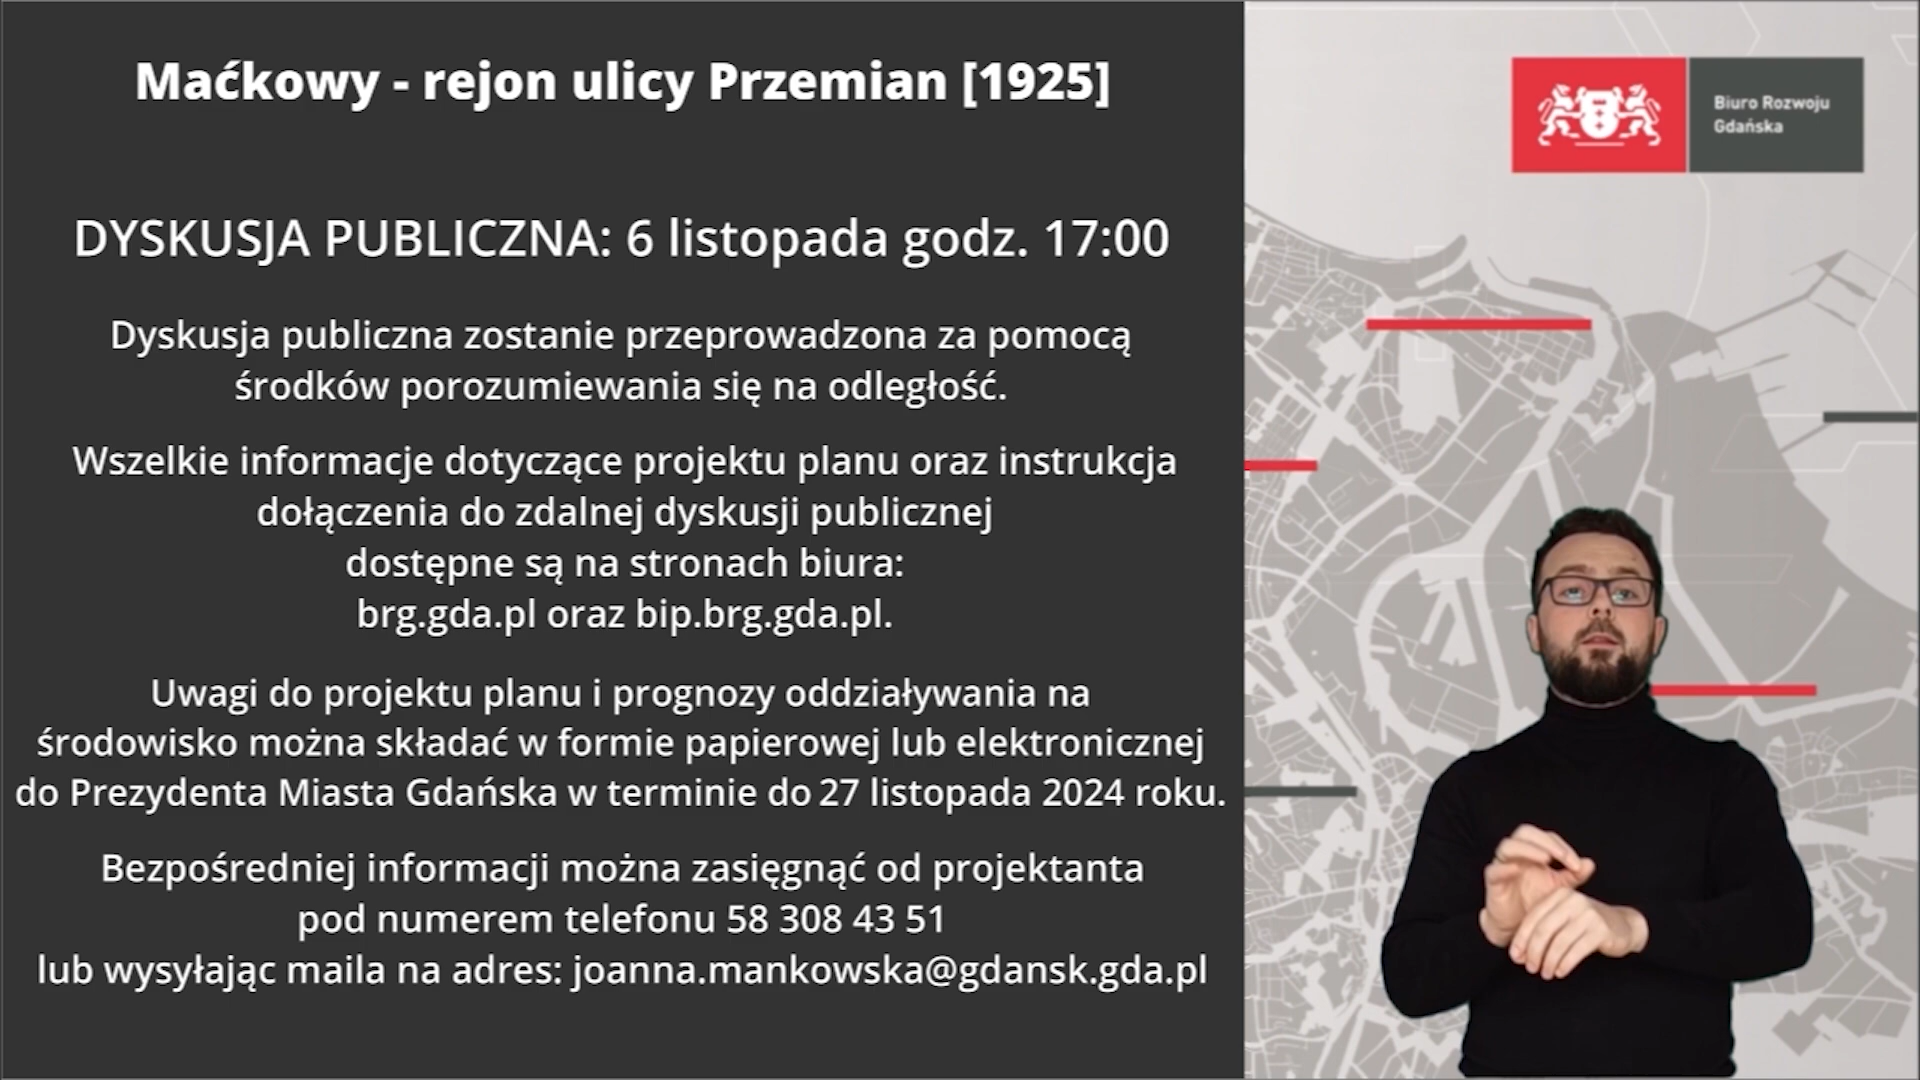 Maćkowy - rejon ulicy Przemian [1925]
DYSKUSJA PUBLICZNA: 6 listopada godz. 17:00
Dyskusja publiczna zostanie przeprowadzona za pomocą
środków porozumiewania się na odległość.
Wszelkie informacje dotyczące projektu planu oraz instrukcja
dołączenia do zdalnej dyskusji publicznej
dostępne są na stronach biura:
brg.gda.pl oraz bip.brg.gda.pl.
Uwagi do projektu planu i prognozy oddziaływania na
środowisko można składać w formie papierowej lub elektronicznej
do Prezydenta Miasta Gdańska w terminie do 27 listopada 2024 roku.
Bezpośredniej informacji można zasięgnąć od projektanta
pod numerem telefonu 58 308 43 51
lub wysyłając maila na adres: joanna.mankowska@gdansk.gda.pl
Biuro Rozwoju
Gdańska